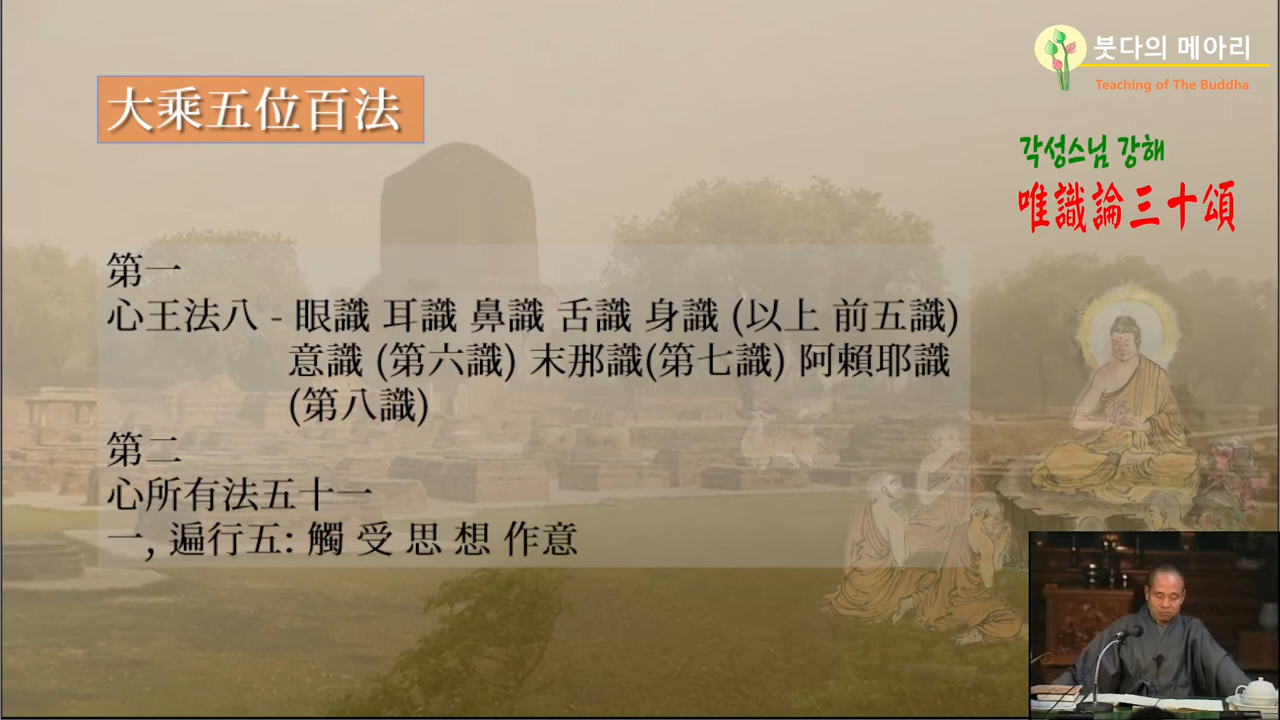 大乘五位百法
붓다의 메아리
Teaching of The Buddha
각성스님 강해
唯識論三十頌
第一
心王法八 - 眼識 耳識 鼻識 舌識 身識 (以上 前五識)
意識 (第六識) 末那識(第七識) 阿賴耶識
(第八識)
第二
心所有法五十一
一, 遍行五: 觸 受 思 想 作意